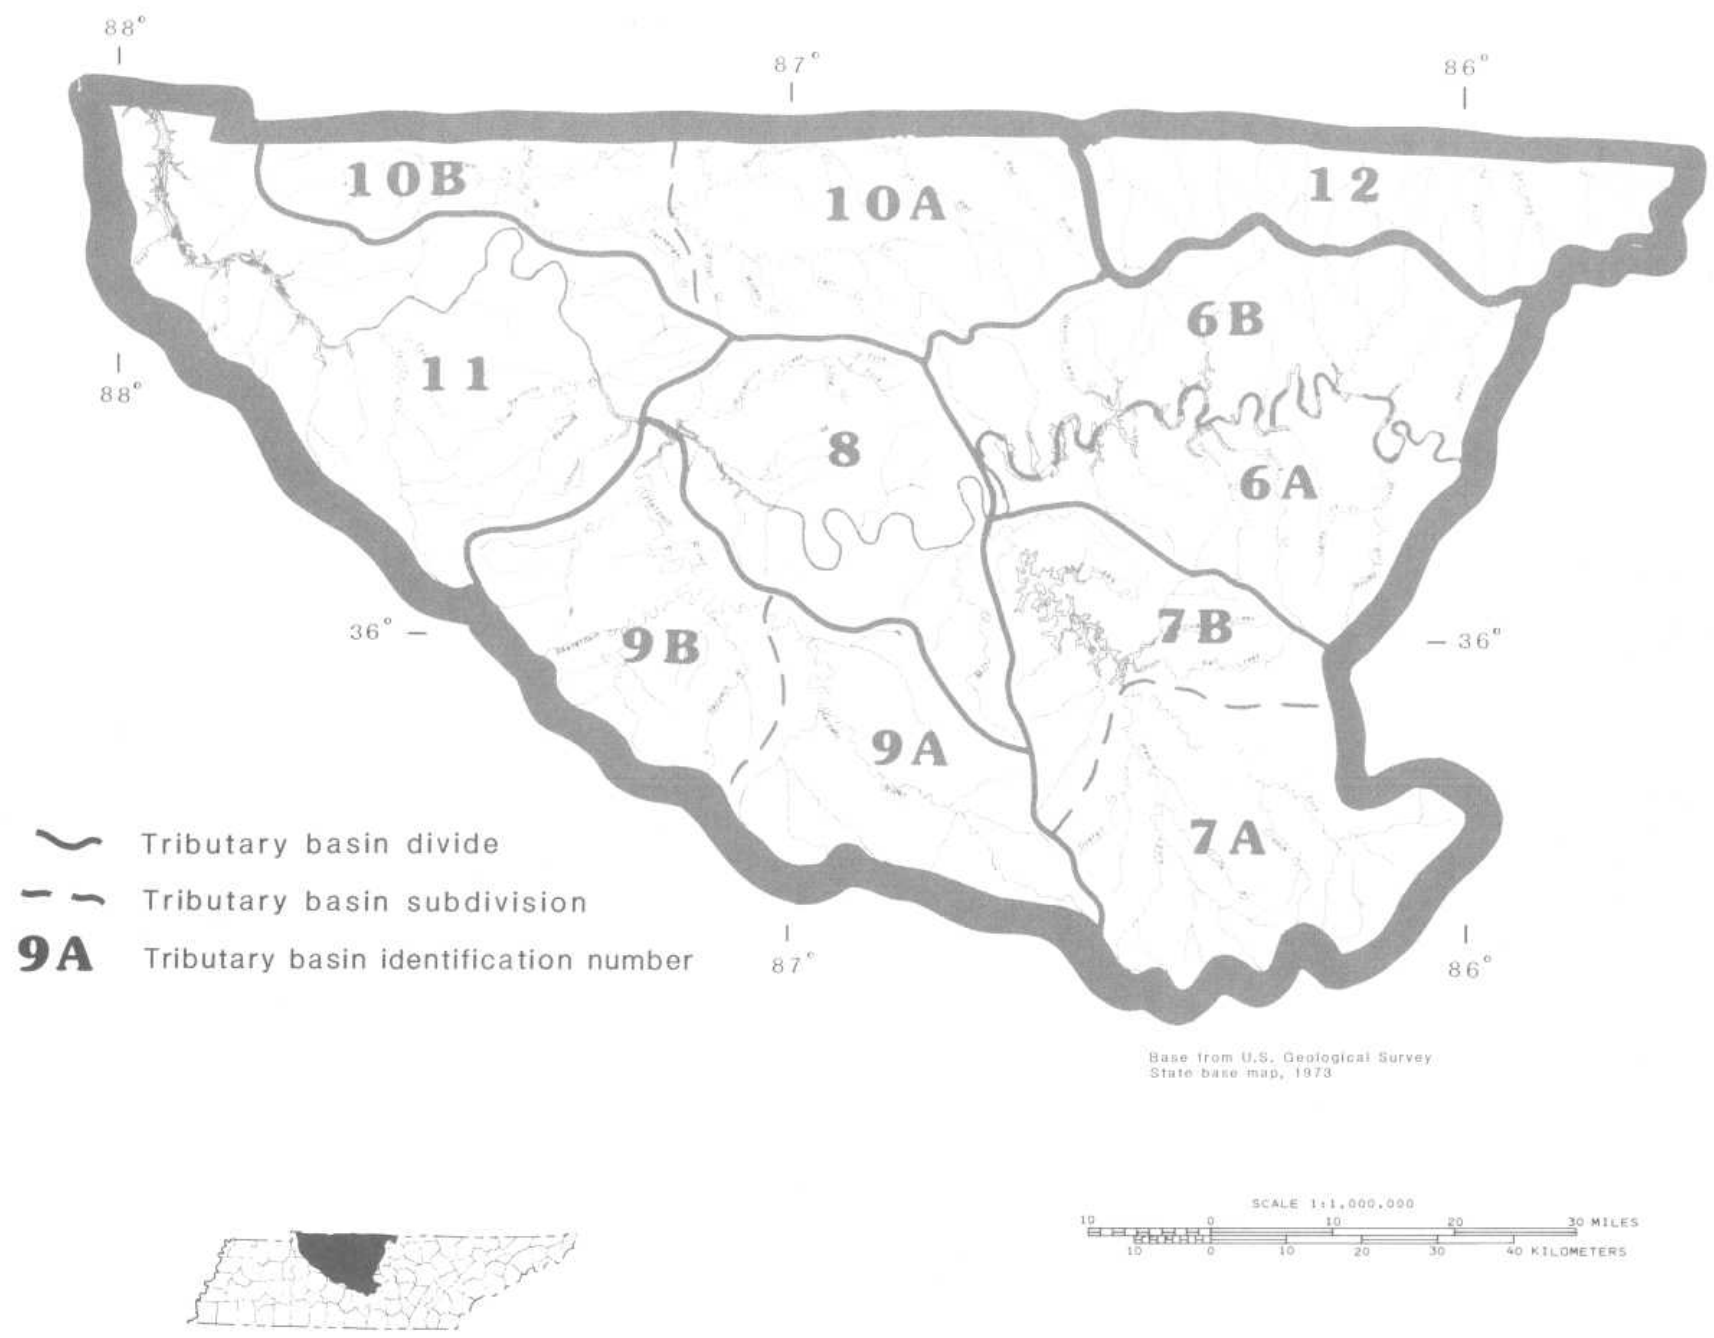 88°
87°
86°
10B
10A
12
6B
11
88°
8
6A
36°
9B
7B
36°
9A
7A
Tributary basin divide
Tributary basin subdivision
9A Tributary basin identification number
87°
86°
Base from U.S. Geological Survey
State base map, 1973
SCALE 1:1,000,000
10 0 10 20 30 MILES
10 0 10 20 30 40 KILOMETERS